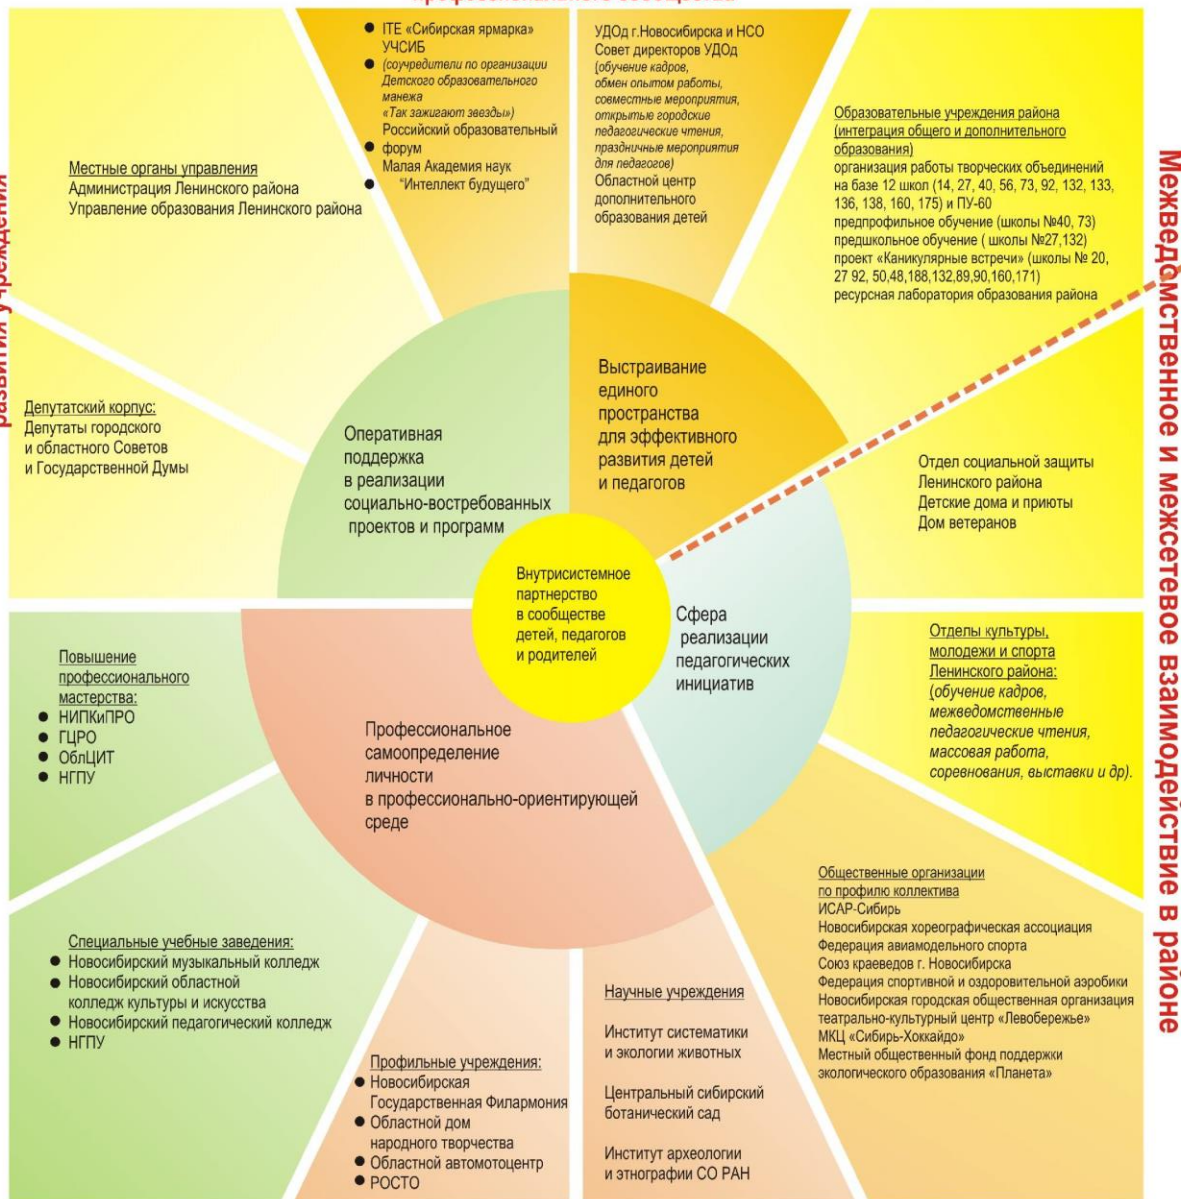 профессионального сообщества
ITE «Сибирская ярмарка»
УЧСИБ
(соучредители по организации
Детского образовательного
манежа
«Так зажигают звезды»)
Российский образовательный
форум
Малая Академия наук
“Интеллект будущего”
УДОд г.Новосибирска и НСО
Совет директоров УДОд
(обучение кадров,
обмен опытом работы,
совместные мероприятия,
открытые городские
педагогические чтения,
праздничные мероприятия
для педагогов)
Областной центр
дополнительного
образования детей
Образовательные учреждения района
(интеграция общего и дополнительного
образования)
организация работы творческих объединений
на базе 12 школ (14, 27, 40, 56, 73, 92, 132, 133,
136, 138, 160, 175) и ПУ-60
предпрофильное обучение (школы №40, 73)
предшкольное обучение ( школы №27,132)
проект «Каникулярные встречи» (школы № 20,
27 92, 50,48,188,132,89,90,160,171)
ресурсная лаборатория образования района
Местные органы управления
Администрация Ленинского района
Управление образования Ленинского района
развития учреждения
Межведомственное и межсетевое взаимодействие в районе
Депутатский корпус:
Депутаты городского
и областного Советов
и Государственной Думы
Оперативная
поддержка
в реализации
социально-востребованных
проектов и программ
Выстраивание
единого
пространства
для эффективного
развития детей
и педагогов
Отдел социальной защиты
Ленинского района
Детские дома и приюты
Дом ветеранов
Внутрисистемное
партнерство
в сообществе
детей, педагогов
и родителей
Сфера
реализации
педагогических
инициатив
Отделы культуры,
молодежи и спорта
Ленинского района:
(обучение кадров,
межведомственные
педагогические чтения,
массовая работа,
соревнования, выставки и др).
Повышение
профессионального
мастерства:
НИПКиПРО
ГЦРО
ОблЦИТ
НГПУ
Профессиональное
самоопределение
личности
в профессионально-ориентирующей
среде
Общественные организации
по профилю коллектива
ИСАР-Сибирь
Новосибирская хореографическая ассоциация
Федерация авиамодельного спорта
Союз краеведов г. Новосибирска
Федерация спортивной и оздоровительной аэробики
Новосибирская городская общественная организация
театрально-культурный центр «Левобережье»
МКЦ «Сибирь-Хоккайдо»
Местный общественный фонд поддержки
экологического образования «Планета»
Специальные учебные заведения:
Новосибирский музыкальный колледж
Новосибирский областной
колледж культуры и искусства
Новосибирский педагогический колледж
НГПУ
Профильные учреждения:
Новосибирская
Государственная Филармония
Областной дом
народного творчества
Областной автомотоцентр
РОСТО
Научные учреждения
Институт систематики
и экологии животных
Центральный сибирский
ботанический сад
Институт археологии
и этнографии СО РАН